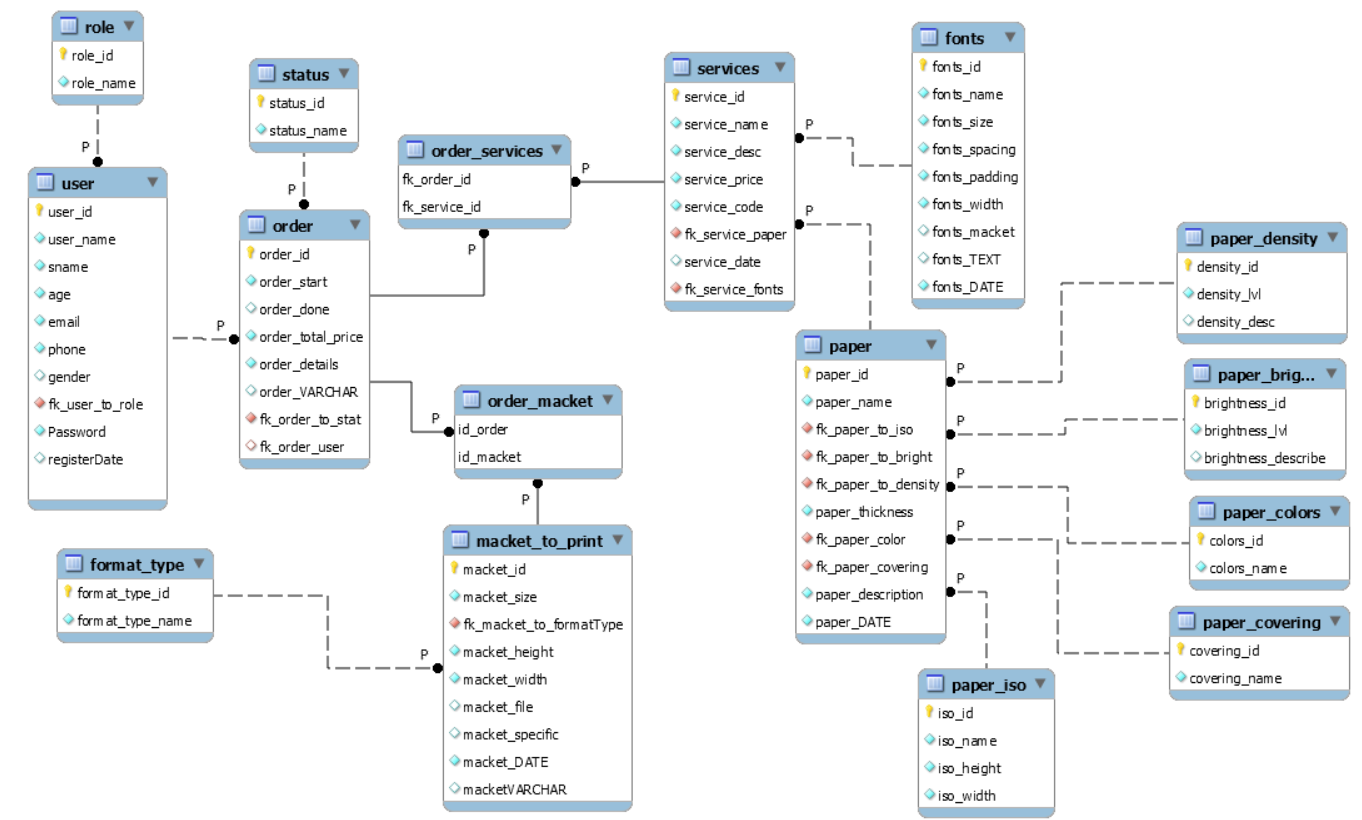 role
role_id
role_name
P
user
user_id
user_name
sname
age
email
phone
gender
fk_user_to_role
Password
registerDate
status
status_id
status_name
P
order
order_id
order_start
order_done
order_total_price
order_details
order_VARCHAR
fk_order_to_stat
fk_order_user
P
order_services
fk_order_id
fk_service_id
P
P
services
service_id
service_name
service_desc
service_price
service_code
fk_service_paper
service_date
fk_service_fonts
P
P
fonts
fonts_id
fonts_name
fonts_size
fonts_spacing
fonts_padding
fonts_width
fonts_macket
fonts_TEXT
fonts_DATE
order_macket
id_order
id_macket
P
P
macket_to_print
macket_id
macket_size
fk_macket_to_formatType
macket_height
macket_width
macket_file
macket_specific
macket_DATE
macketVARCHAR
format_type
format_type_id
format_type_name
P
paper
paper_id
paper_name
fk_paper_to_iso
fk_paper_to_bright
fk_paper_to_density
paper_thickness
fk_paper_color
fk_paper_covering
paper_description
paper_DATE
P
P
P
P
P
paper_density
density_id
density_lvl
density_desc
paper_brig...
brightness_id
brightness_lvl
brightness_describe
paper_colors
colors_id
colors_name
paper_covering
covering_id
covering_name
paper_iso
iso_id
iso_name
iso_height
iso_width